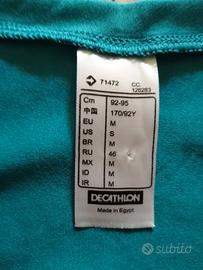 71472
CC:
126283
Cm 92-95
中国 170/92Y
EU M
US S
BR M
RU 46
MX M
ID M
IR M
DECATHLON
Made in Egypt
subito